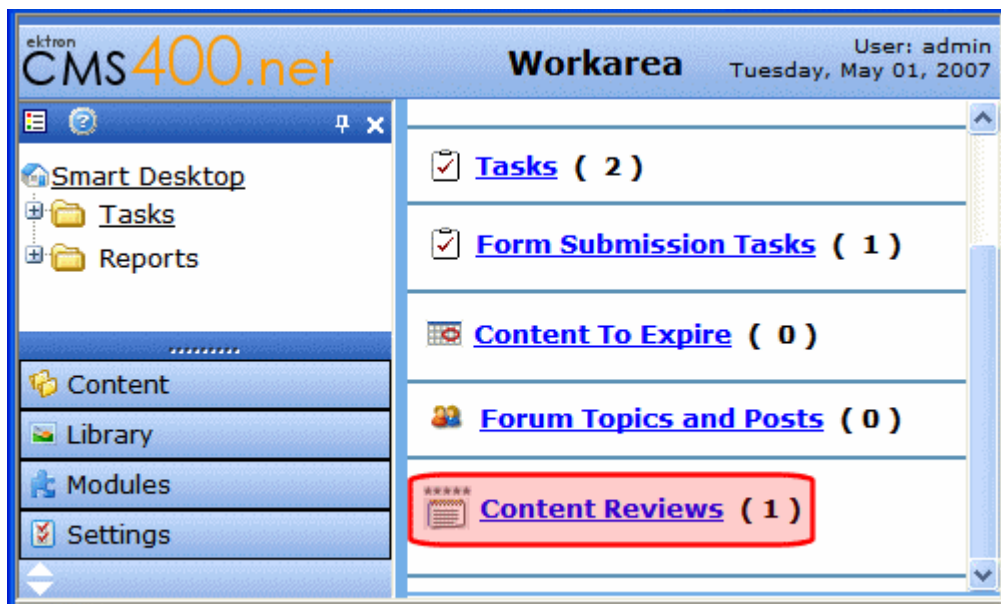 ektron
CMS400.net
Workarea
User: admin
Tuesday, May 01, 2007
Smart Desktop
Tasks
Reports
Content
Library
Modules
Settings
Tasks ( 2 )
Form Submission Tasks ( 1 )
Content To Expire ( 0 )
Forum Topics and Posts ( 0 )
Content Reviews ( 1 )